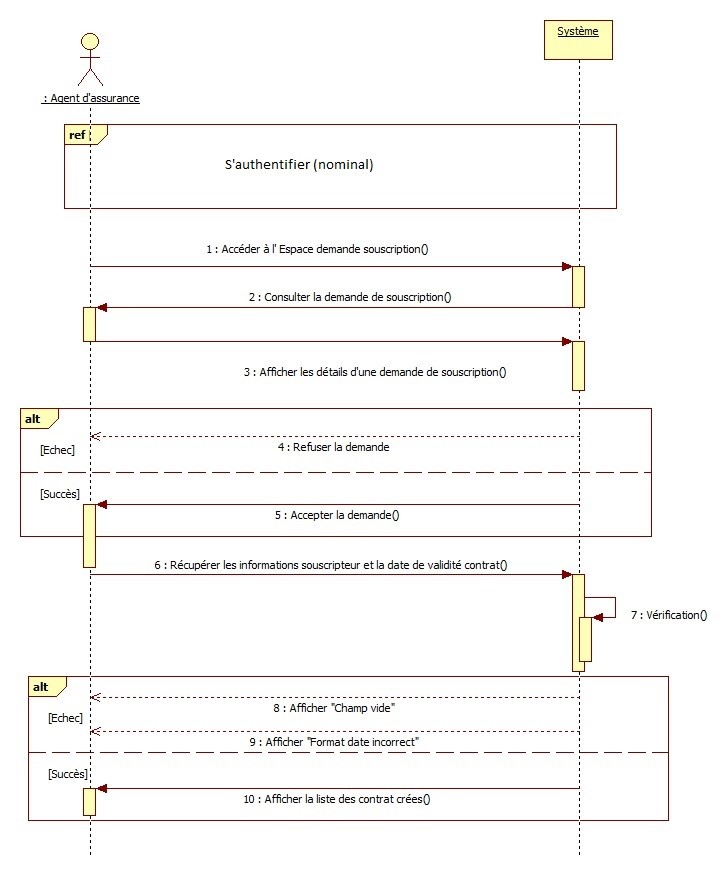 Système
: Agent d'assurance
ref
S'authentifier (nominal)
1 : Accéder à l' Espace demande souscription()
2 : Consulter la demande de souscription()
3 : Afficher les détails d'une demande de souscription()
alt
[Echec]
4 : Refuser la demande
[Succès]
5 : Accepter la demande()
6 : Récupérer les informations souscripteur et la date de validité contrat()
7 : Vérification()
alt
8 : Afficher "Champ vide"
[Echec]
9 : Afficher "Format date incorrect"
[Succès]
10 : Afficher la liste des contrat crées()